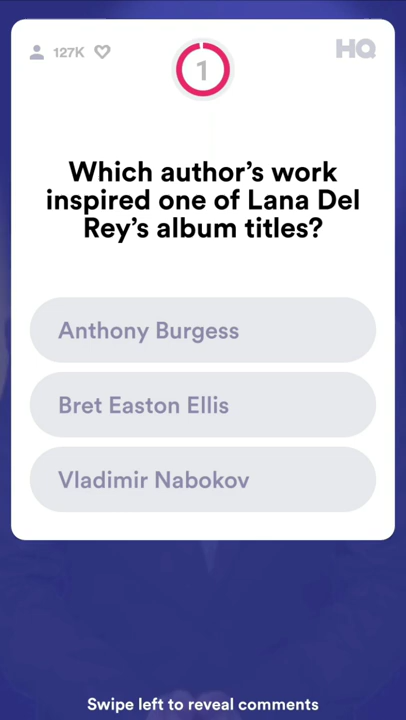 127K
1
HQ
Which author's work
inspired one of Lana Del
Rey's album titles?
Anthony Burgess
Bret Easton Ellis
Vladimir Nabokov
Swipe left to reveal comments